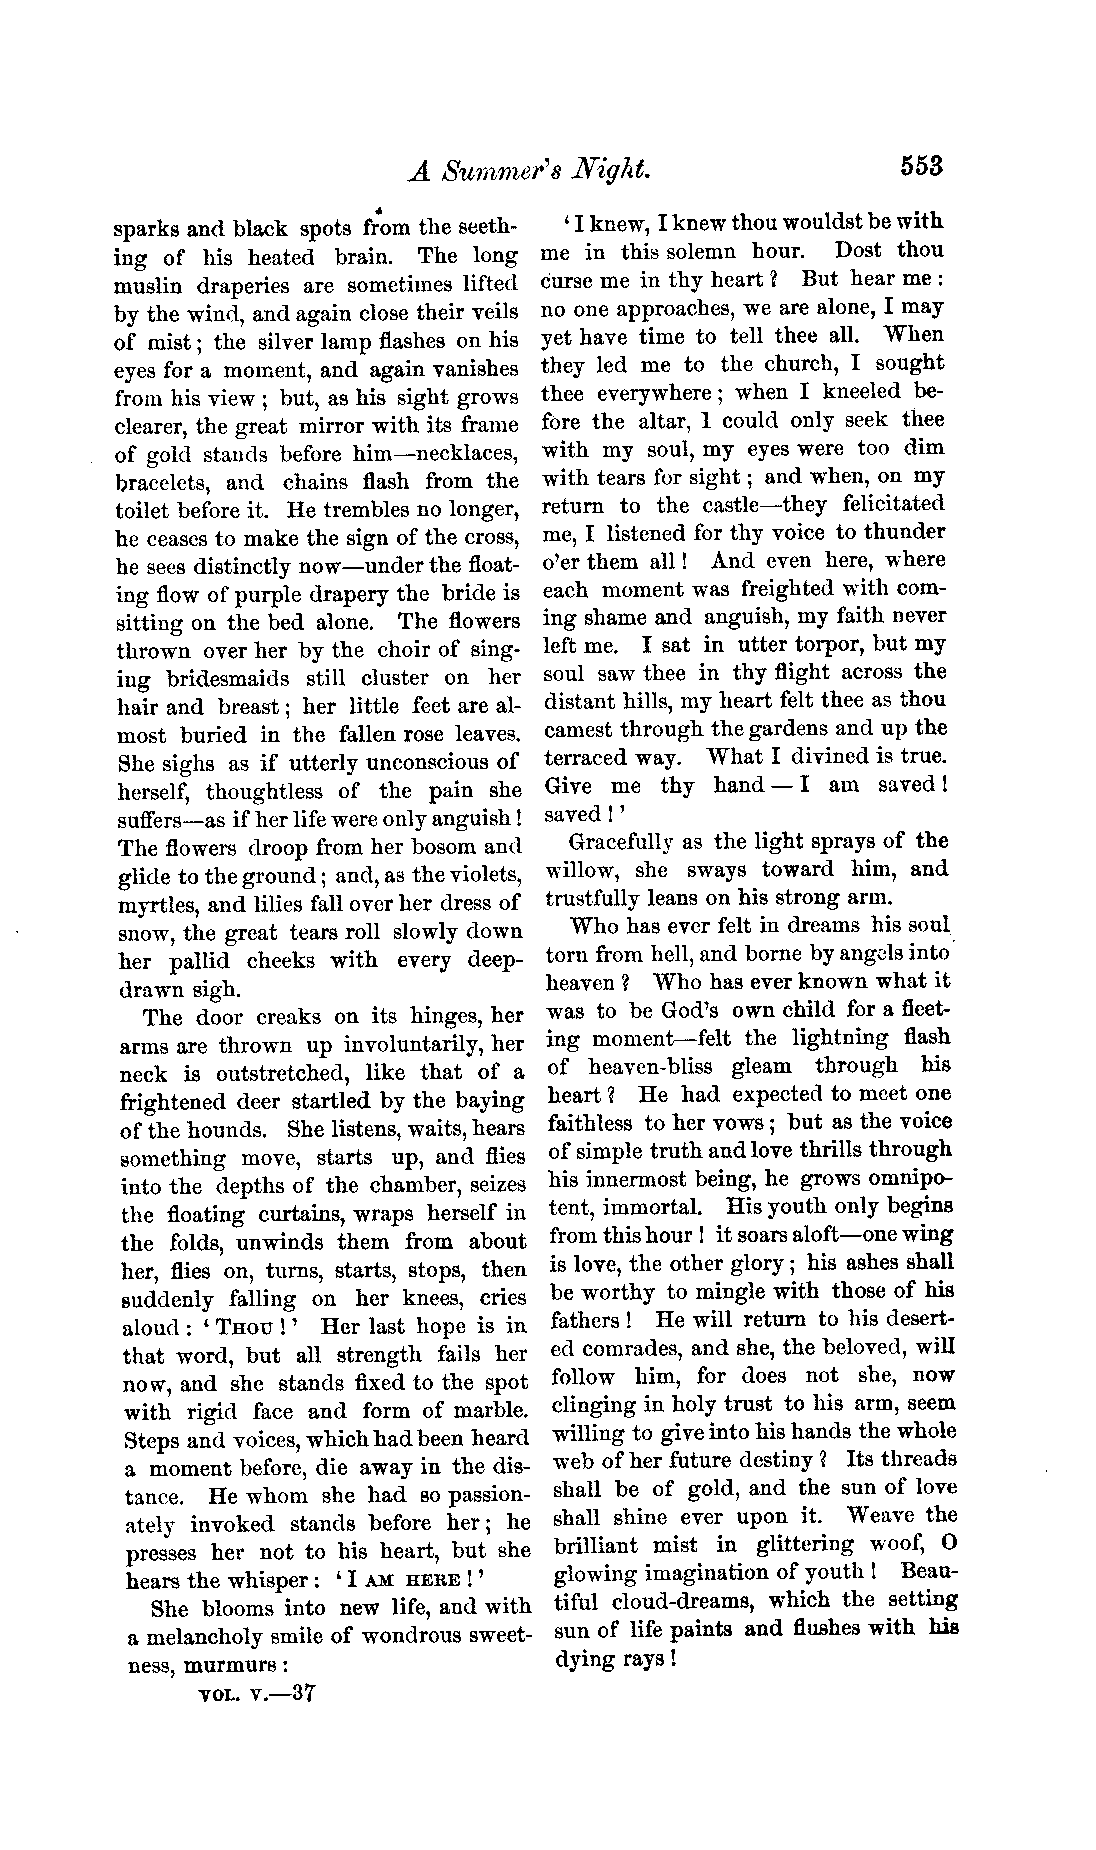 A Summer's Night. 553
sparks and black spots from the seeth-
ing of his heated brain. The long
muslin draperies are sometimes lifted
by the wind, and again close their veils
of mist; the silver lamp flashes on his
eyes for a moment, and again vanishes
from his view; but, as his sight grows
clearer, the great mirror with its frame
of gold stands before him—necklaces,
bracelets, and chains flash from the
toilet before it. He trembles no longer,
he ceases to make the sign of the cross,
he sees distinctly now—under the float-
ing flow of purple drapery the bride is
sitting on the bed alone. The flowers
thrown over her by the choir of sing-
ing bridesmaids still cluster on her
hair and breast; her little feet are al-
most buried in the fallen rose leaves.
She sighs as if utterly unconscious of
herself, thoughtless of the pain she
suffers—as if her life were only anguish!
The flowers droop from her bosom and
glide to the ground; and, as the violets,
myrtles, and lilies fall over her dress of
snow, the great tears roll slowly down
her pallid cheeks with every deep-
drawn sigh.
The door creaks on its hinges, her
arms are thrown up involuntarily, her
neck is outstretched, like that of a
frightened deer startled by the baying
of the hounds. She listens, waits, hears
something move, starts up, and flies
into the depths of the chamber, seizes
the floating curtains, wraps herself in
the folds, unwinds them from about
her, flies on, turns, starts, stops, then
suddenly falling on her knees, cries
aloud: 'THOU!' Her last hope is in
that word, but all strength fails her
now, and she stands fixed to the spot
with rigid face and form of marble.
Steps and voices, which had been heard
a moment before, die away in the dis-
tance. He whom she had so passion-
ately invoked stands before her; he
presses her not to his heart, but she
hears the whisper: 'I AM HERE!'
She blooms into new life, and with
a melancholy smile of wondrous sweet-
ness, murmurs:
VOL. V.—37
'I knew, I knew thou wouldst be with
me in this solemn hour. Dost thou
curse me in thy heart? But hear me:
no one approaches, we are alone, I may
yet have time to tell thee all. When
they led me to the church, I sought
thee everywhere; when I kneeled be-
fore the altar, I could only seek thee
with my soul, my eyes were too dim
with tears for sight; and when, on my
return to the castle—they felicitated
me, I listened for thy voice to thunder
o'er them all! And even here, where
each moment was freighted with com-
ing shame and anguish, my faith never
left me. I sat in utter torpor, but my
soul saw thee in thy flight across the
distant hills, my heart felt thee as thou
camest through the gardens and up the
terraced way. What I divined is true.
Give me thy hand—I am saved!
saved!'
Gracefully as the light sprays of the
willow, she sways toward him, and
trustfully leans on his strong arm.
Who has ever felt in dreams his soul
torn from hell, and borne by angels into
heaven? Who has ever known what it
was to be God's own child for a fleet-
ing moment—felt the lightning flash
of heaven-bliss gleam through his
heart? He had expected to meet one
faithless to her vows; but as the voice
of simple truth and love thrills through
his innermost being, he grows omnipo-
tent, immortal. His youth only begins
from this hour! it soars aloft—one wing
is love, the other glory; his ashes shall
be worthy to mingle with those of his
fathers! He will return to his desert-
ed comrades, and she, the beloved, will
follow him, for does not she, now
clinging in holy trust to his arm, seem
willing to give into his hands the whole
web of her future destiny? Its threads
shall be of gold, and the sun of love
shall shine ever upon it. Weave the
brilliant mist in glittering woof, O
glowing imagination of youth! Beau-
tiful cloud-dreams, which the setting
sun of life paints and flushes with his
dying rays!